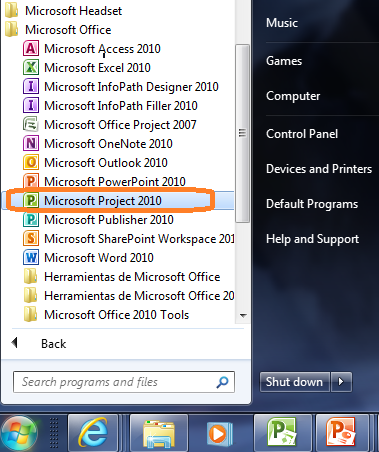 Microsoft Headset
Microsoft Office
Microsoft Access 2010
Microsoft Excel 2010
Microsoft InfoPath Designer 2010
Microsoft InfoPath Filler 2010
Microsoft Office Project 2007
Microsoft OneNote 2010
Microsoft Outlook 2010
Microsoft PowerPoint 2010
Microsoft Project 2010
Microsoft Publisher 2010
Microsoft SharePoint Workspace 20
Microsoft Word 2010
Herramientas de Microsoft Office
Herramientas de Microsoft Office 20
Microsoft Office 2010 Tools
Back
Search programs and files
Music
Games
Computer
Control Panel
Devices and Printers
Default Programs
Help and Support
Shut down